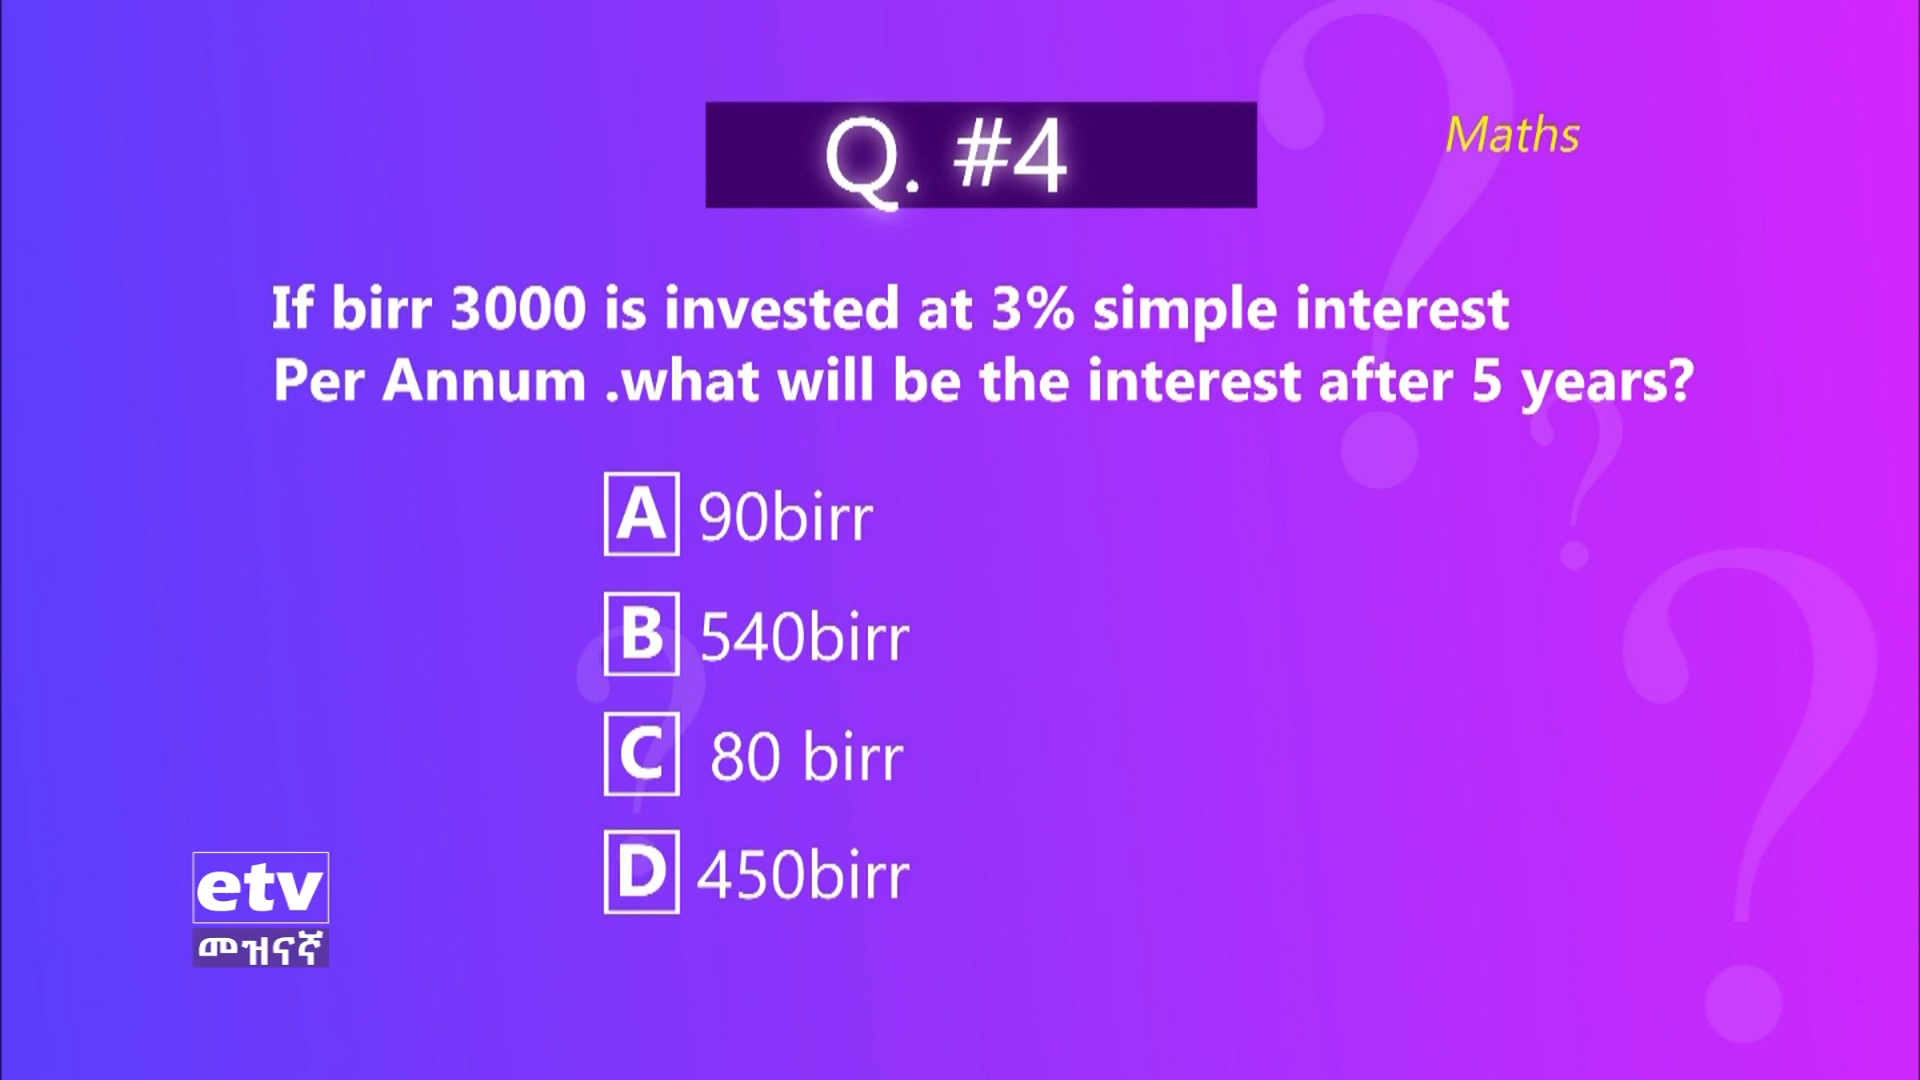 Q. #4
Maths
If birr 3000 is invested at 3% simple interest
Per Annum .what will be the interest after 5 years?
A 90birr
B 540birr
C 80 birr
D 450birr
etv
መዝናኛ